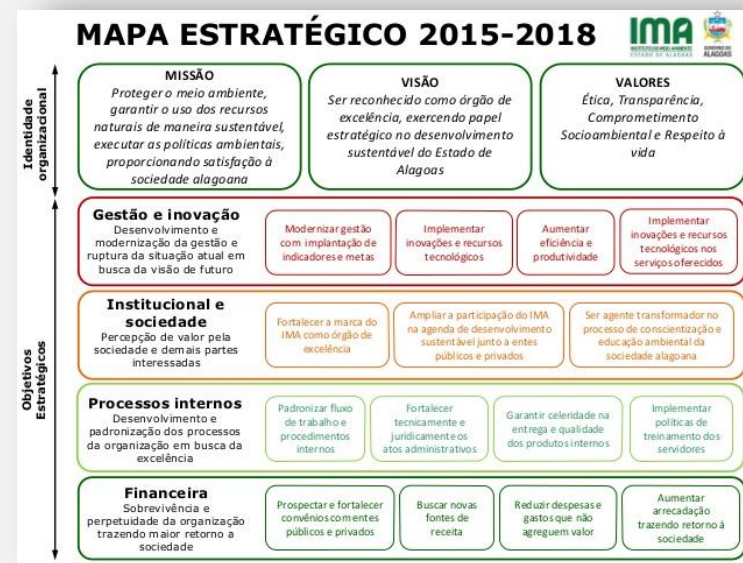 MAPA ESTRATÉGICO 2015-2018
IMA
INSTITUTO DO MEIO AMBIENTE
ESTADO DE ALAGOAS
GOVERNO DE
ALAGOAS
Identidade
organizacional
MISSÃO
Proteger o meio ambiente,
garantir o uso dos recursos
naturais de maneira sustentável,
executar as políticas ambientais,
proporcionando satisfação à
sociedade alagoana
VISÃO
Ser reconhecido como órgão de
excelência, exercendo papel
estratégico no desenvolvimento
sustentável do Estado de
Alagoas
VALORES
Ética, Transparência,
Comprometimento
Socioambiental e Respeito à
vida
Objetivos
Estratégicos
Gestão e inovação
Desenvolvimento e
modernização da gestão e
ruptura da situação atual em
busca da visão de futuro
Modernizar gestão
com implantação de
indicadores e metas
Implementar
inovações e recursos
tecnológicos
Aumentar
eficiência e
produtividade
Implementar
inovações e recursos
tecnológicos nos
serviços oferecidos
Institucional e
sociedade
Percepção de valor pela
sociedade e demais partes
interessadas
Fortalecer a marca do
IMA como órgão de
excelência
Ampliar a participação do IMA
na agenda de desenvolvimento
sustentável junto a entes
públicos e privados
Ser agente transformador no
processo de conscientização e
educação ambiental da
sociedade alagoana
Processos internos
Desenvolvimento e
padronização dos processos
da organização em busca da
excelência
Padronizar fluxo
de trabalho e
procedimentos
internos
Fortalecer
tecnicamente e
juridicamente os
atos administrativos
Garantir celeridade na
entrega e qualidade
dos produtos internos
Implementar
políticas de
treinamento dos
servidores
Financeira
Sobrevivência e
perpetuidade da organização
trazendo maior retorno a
sociedade
Prospectar e fortalecer
convênios com entes
públicos e privados
Buscar novas
fontes de
receita
Reduzir despesas e
gastos que não
agreguem valor
Aumentar
arrecadação
trazendo retorno à
sociedade